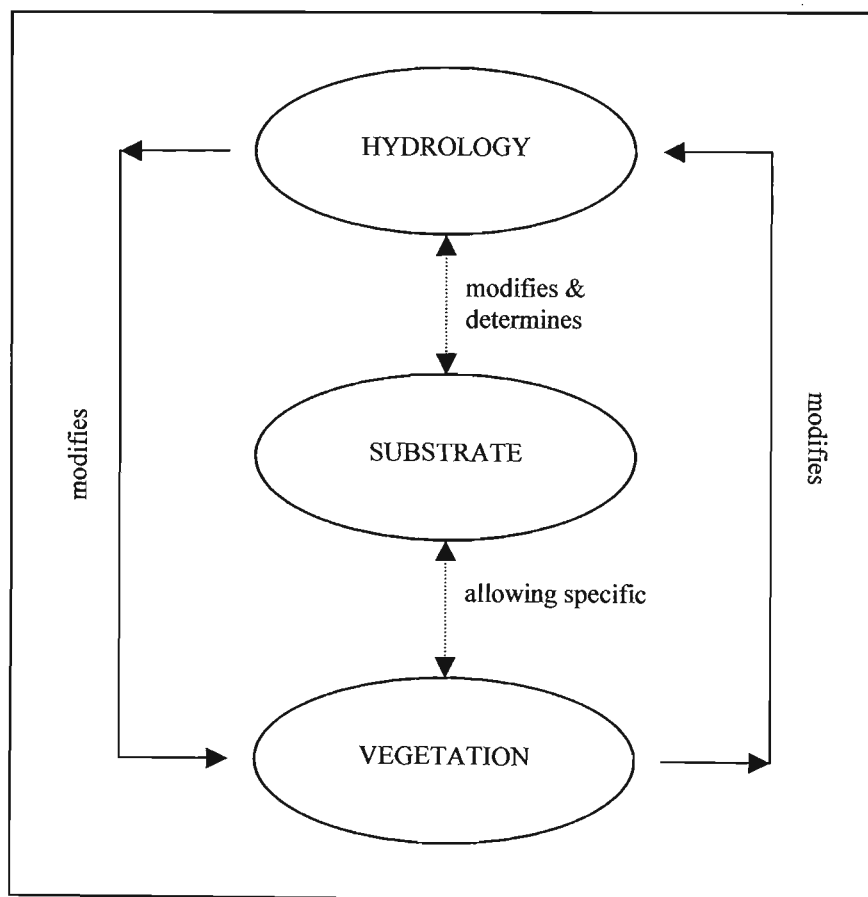 HYDROLOGY
modifies &
determines
modifies
SUBSTRATE
modifies
allowing specific
VEGETATION